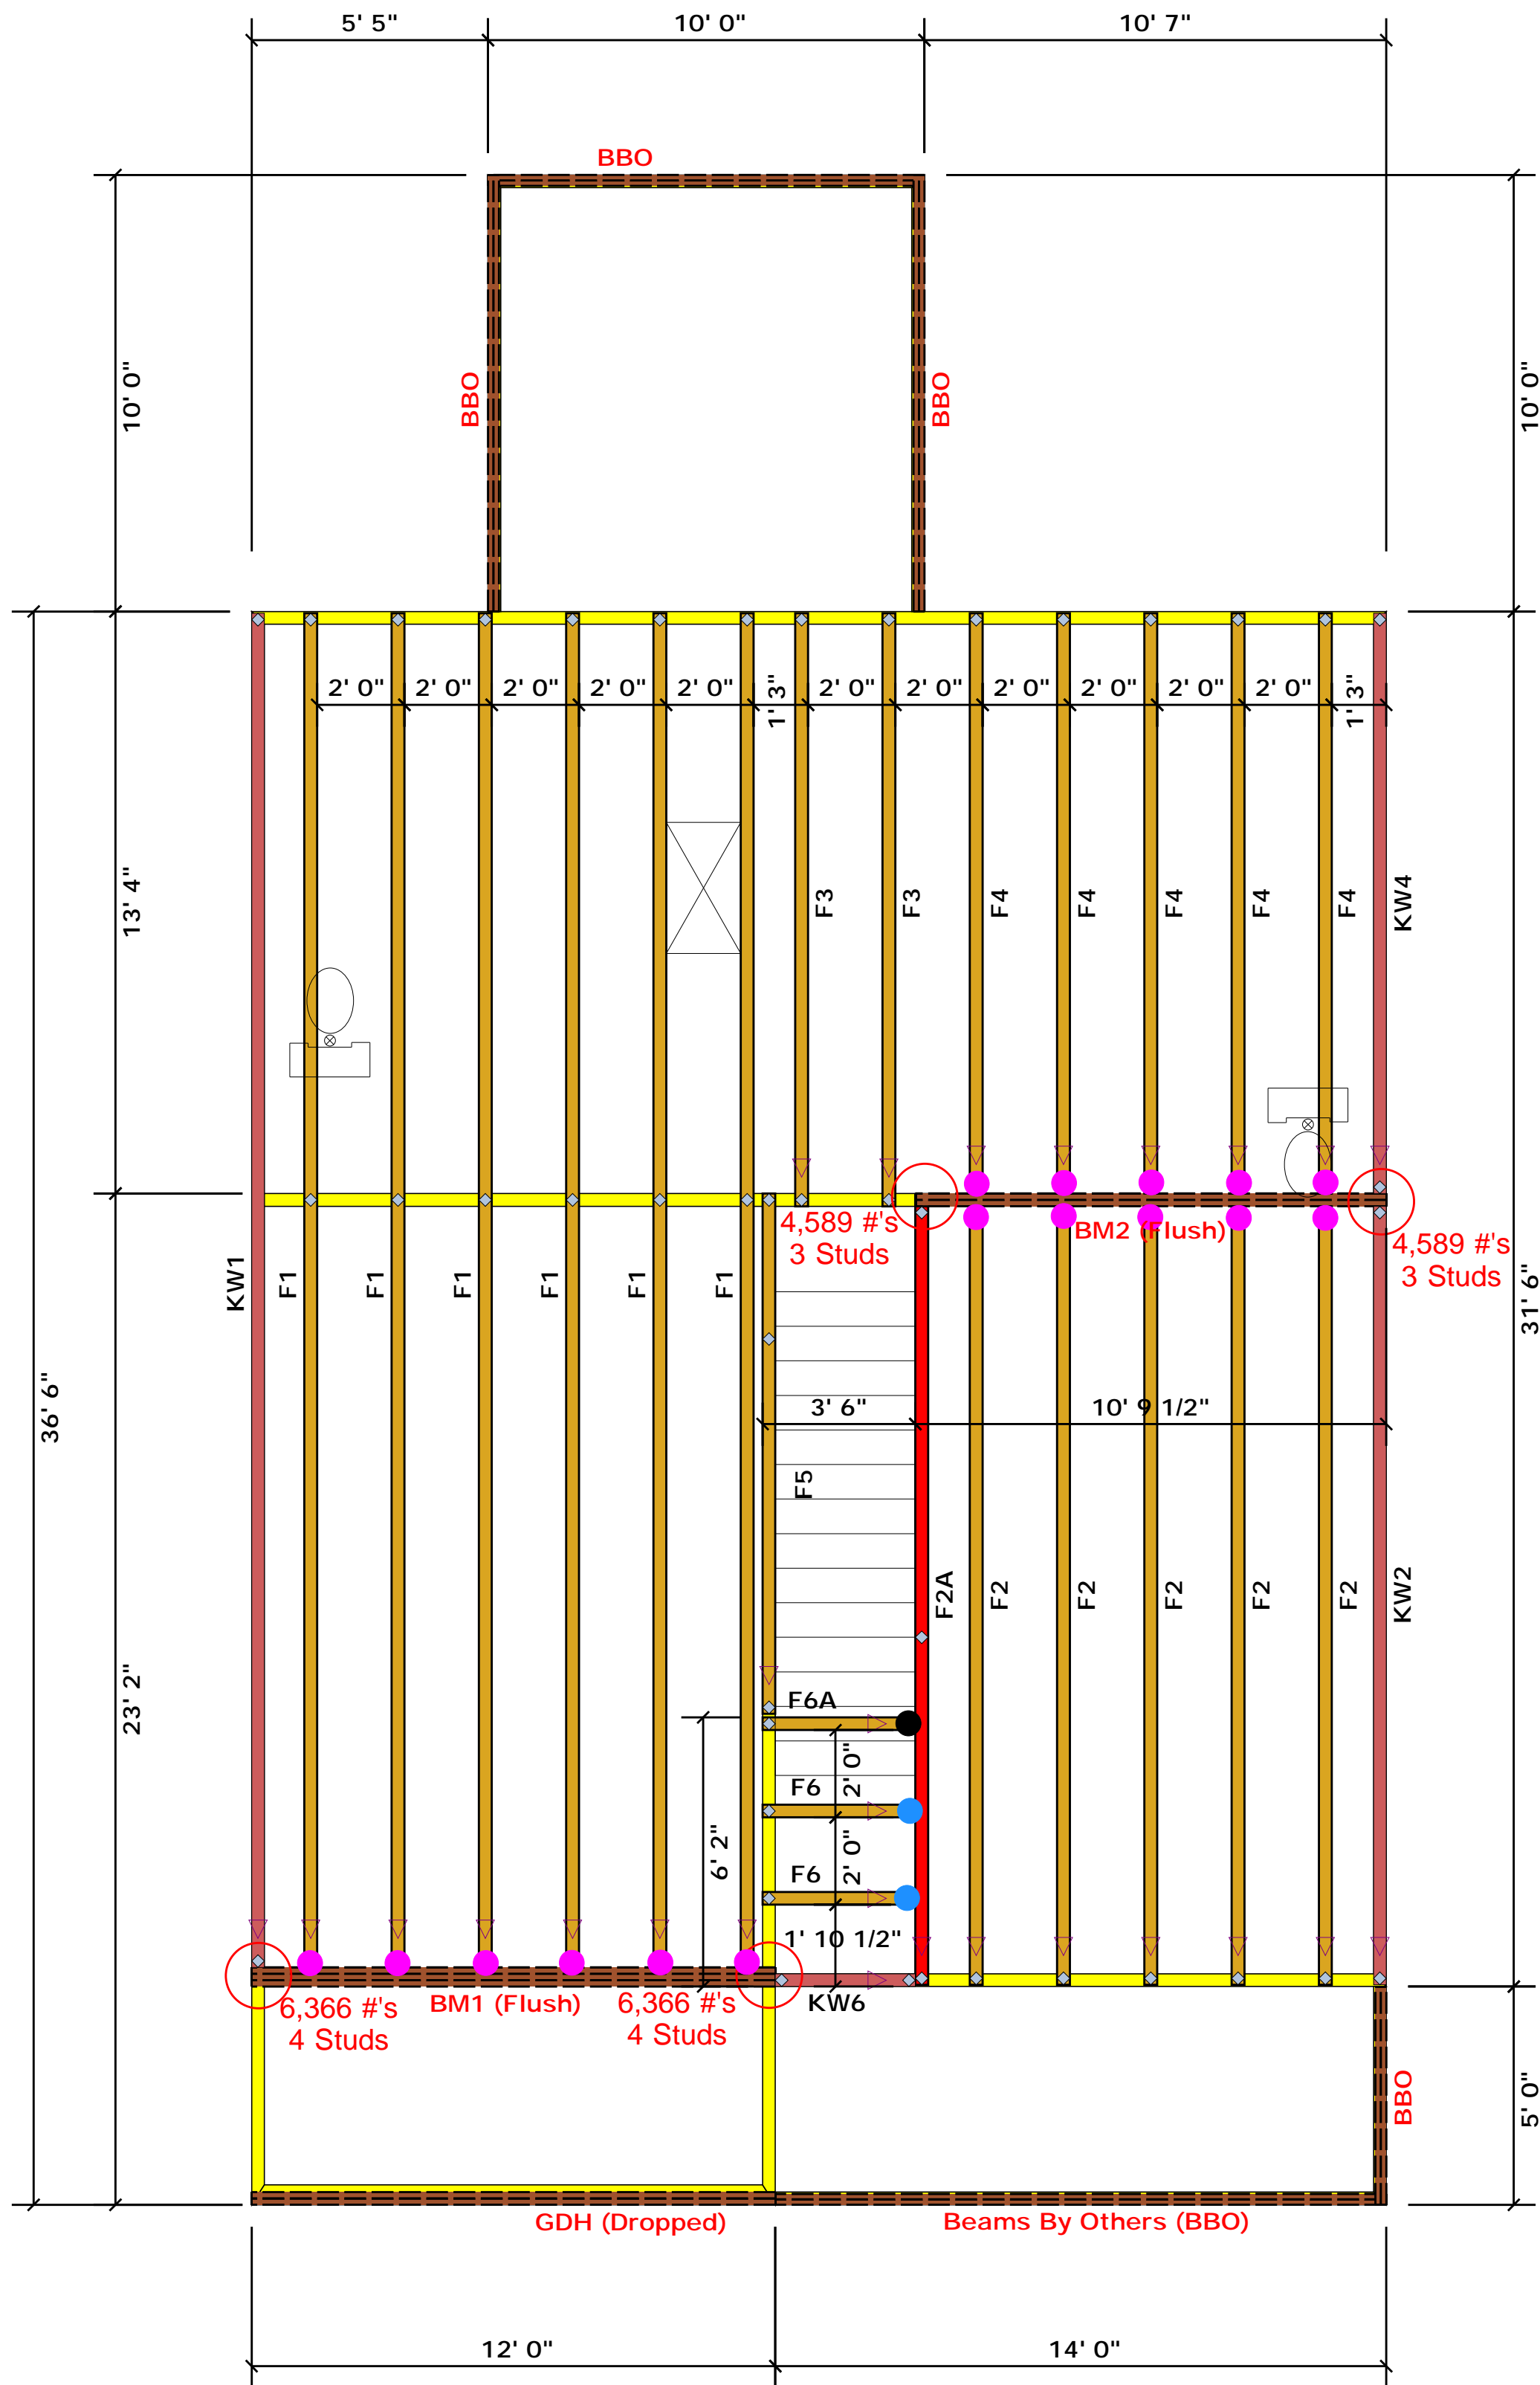 5' 5"
10' 0"
10' 7"
BBO
10' 0"
BBO
BBO
10' 0"
2' 0"
2' 0"
2' 0"
2' 0"
2' 0"
1' 3"
2' 0"
2' 0"
2' 0"
2' 0"
2' 0"
2' 0"
1' 3"
13' 4"
F3
F3
F4
F4
F4
F4
F4
KW4
4,589 #'s
3 Studs
BM2 (Flush)
4,589 #'s
3 Studs
KW1
F1
F1
F1
F1
F1
F1
31' 6"
36' 6"
3' 6"
10' 9 1/2"
F5
F2A
F2
F2
F2
F2
F2
KW2
23' 2"
F6A
2' 0"
F6
6' 2"
2' 0"
F6
1' 10 1/2"
6,366 #'s
4 Studs
BM1 (Flush)
6,366 #'s
4 Studs
KW6
BBO
5' 0"
GDH (Dropped)
Beams By Others (BBO)
12' 0"
14' 0"